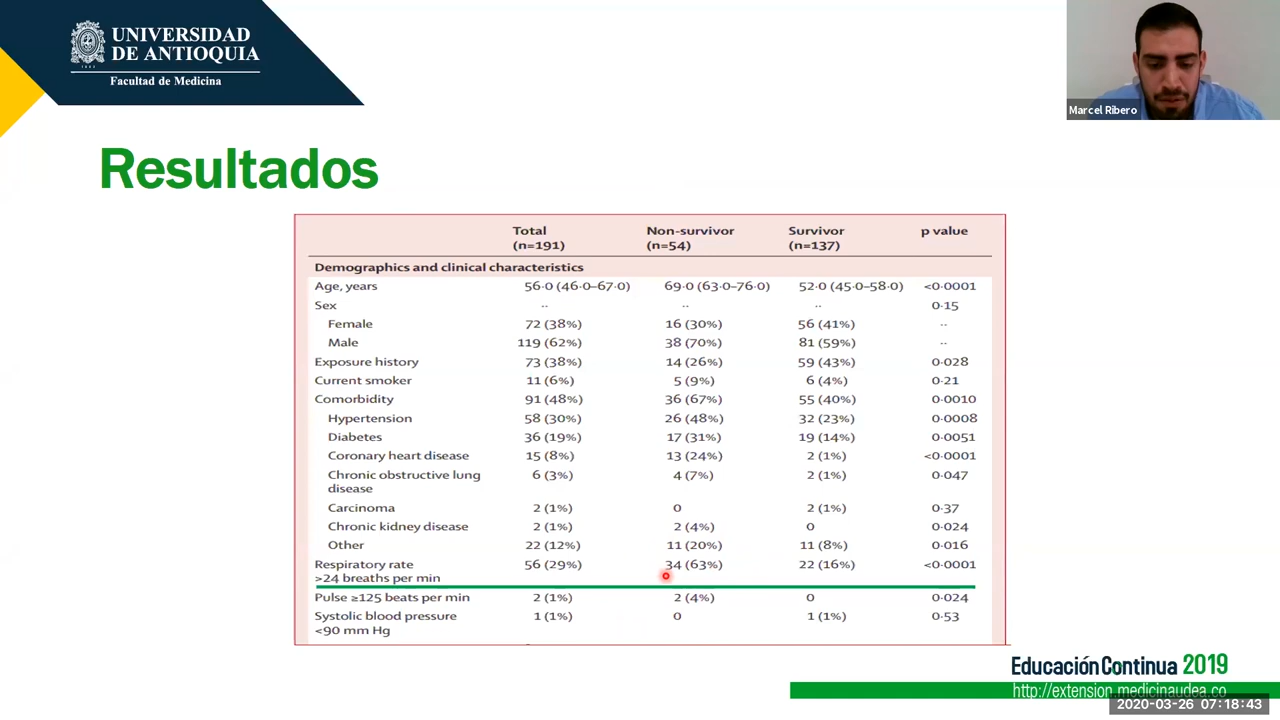 UNIVERSIDAD
DE ANTIOQUIA
1803
Facultad de Medicina
Marcel Ribero
Resultados
Total Non-survivor Survivor p value
(n=191) (n=54) (n=137)
Demographics and clinical characteristics
Age, years 56·0 (46·0–67·0) 69·0 (63·0–76·0) 52·0 (45·0–58·0) <0·0001
Sex ·· ·· ·· 0·15
Female 72 (38%) 16 (30%) 56 (41%) ··
Male 119 (62%) 38 (70%) 81 (59%) ··
Exposure history 73 (38%) 14 (26%) 59 (43%) 0·028
Current smoker 11 (6%) 5 (9%) 6 (4%) 0·21
Comorbidity 91 (48%) 36 (67%) 55 (40%) 0·0010
Hypertension 58 (30%) 26 (48%) 32 (23%) 0·0008
Diabetes 36 (19%) 17 (31%) 19 (14%) 0·0051
Coronary heart disease 15 (8%) 13 (24%) 2 (1%) <0·0001
Chronic obstructive lung 6 (3%) 4 (7%) 2 (1%) 0·047
disease
Carcinoma 2 (1%) 0 2 (1%) 0·37
Chronic kidney disease 2 (1%) 2 (4%) 0 0·024
Other 22 (12%) 11 (20%) 11 (8%) 0·016
Respiratory rate 56 (29%) 34 (63%) 22 (16%) <0·0001
>24 breaths per min
Pulse ≥125 beats per min 2 (1%) 2 (4%) 0 0·024
Systolic blood pressure 1 (1%) 0 1 (1%) 0·53
<90 mm Hg
Educación Continua 2019
http://extension.medicinaudea.co
2020-03-26 07:18:43